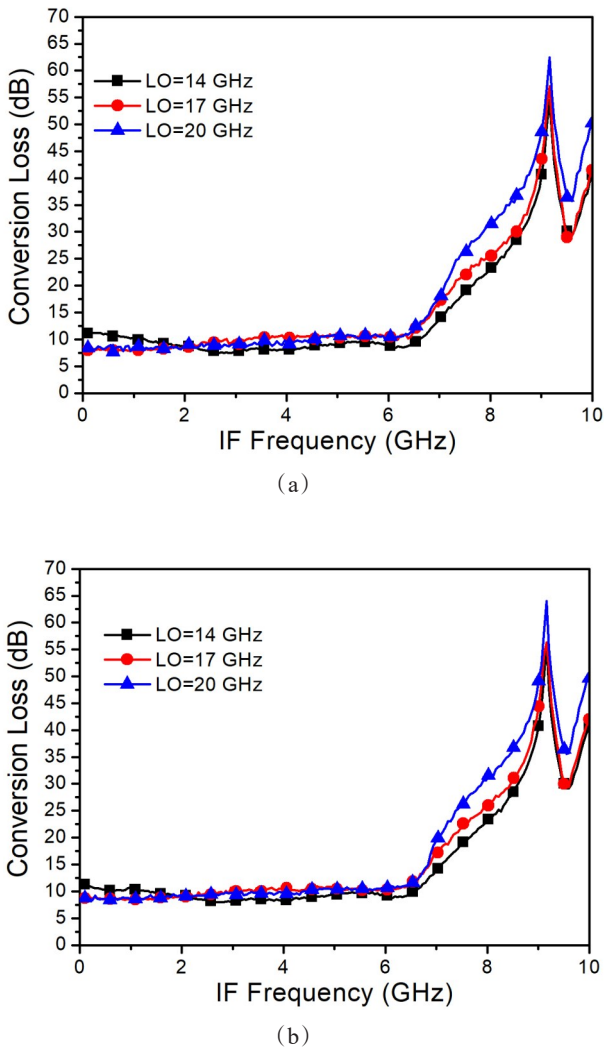 70
65
60
55
50
45
40
35
30
25
20
15
10
5
0
Conversion Loss (dB)
LO=14 GHz
LO=17 GHz
LO=20 GHz
0 2 4 6 8 10
IF Frequency (GHz)
(a)
70
65
60
55
50
45
40
35
30
25
20
15
10
5
0
Conversion Loss (dB)
LO=14 GHz
LO=17 GHz
LO=20 GHz
0 2 4 6 8 10
IF Frequency (GHz)
(b)